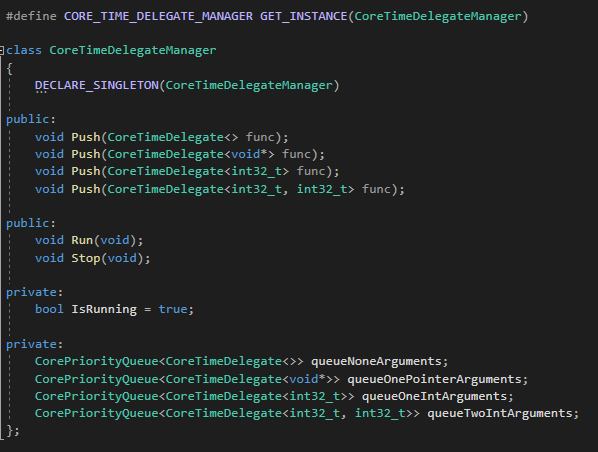 #define CORE_TIME_DELEGATE_MANAGER GET_INSTANCE(CoreTimeDelegateManager)
class CoreTimeDelegateManager
{
DECLARE_SINGLETON(CoreTimeDelegateManager)
public:
void Push(CoreTimeDelegate<> func);
void Push(CoreTimeDelegate<void*> func);
void Push(CoreTimeDelegate<int32_t> func);
void Push(CoreTimeDelegate<int32_t, int32_t> func);
public:
void Run(void);
void Stop(void);
private:
bool IsRunning = true;
private:
CorePriorityQueue<CoreTimeDelegate<>> queueNoneArguments;
CorePriorityQueue<CoreTimeDelegate<void*>> queueOnePointerArguments;
CorePriorityQueue<CoreTimeDelegate<int32_t>> queueOneIntArguments;
CorePriorityQueue<CoreTimeDelegate<int32_t, int32_t>> queueTwoIntArguments;
};